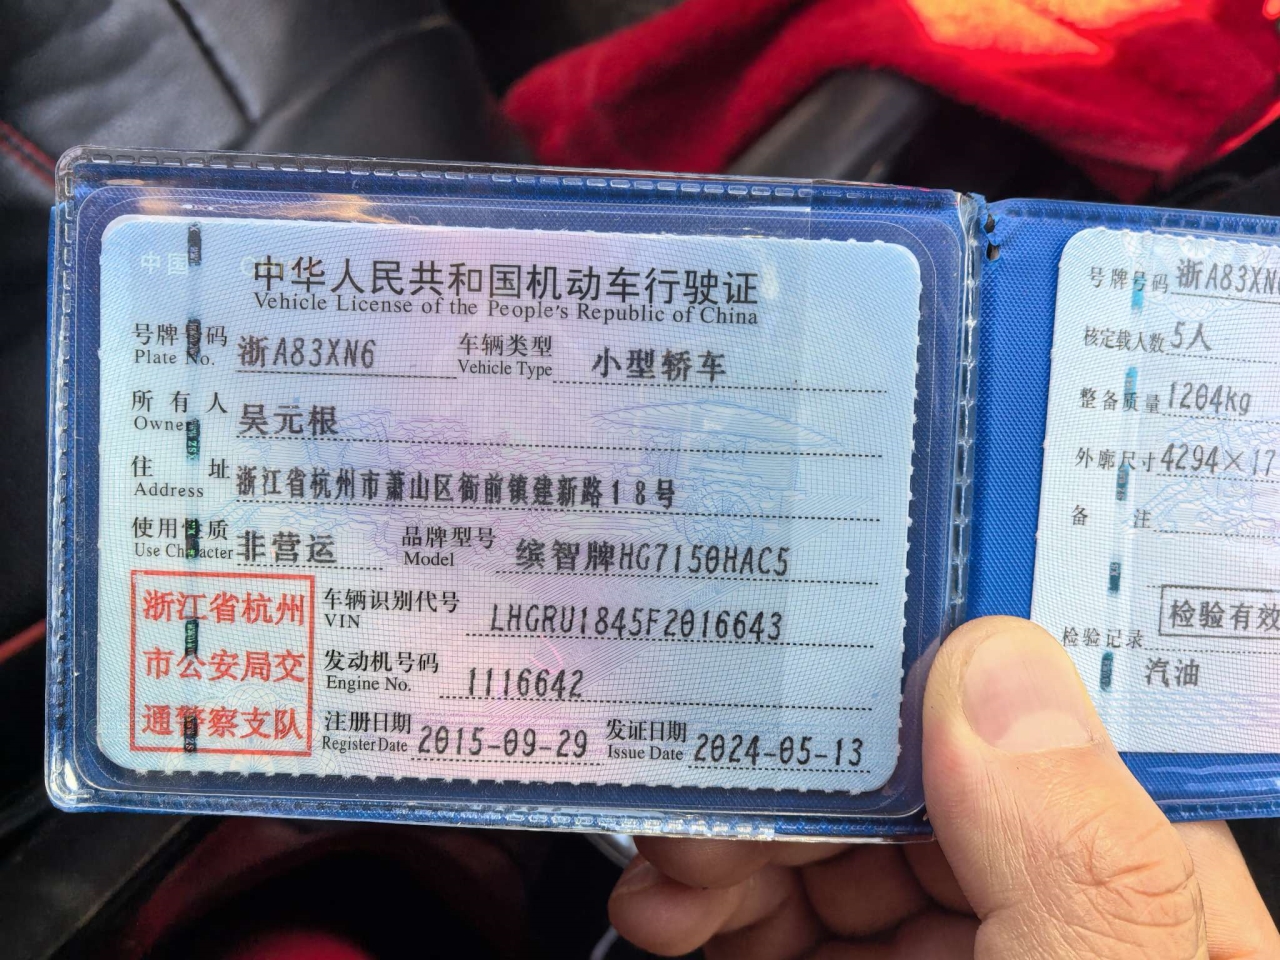 中国
中华人民共和国机动车行驶证
Vehicle License of the People's Republic of China
号牌号码 浙A83XN6 车辆类型 小型轿车
Plate No. Vehicle Type
所有人 吴元根
Owner
住址 浙江省杭州市萧山区衙前镇建新路18号
Address
使用性质 非营运 品牌型号 缤智牌HG7150HAC5
Use Character Model
浙江省杭州
市公安局交
通警察支队
车辆识别代号 LHGRU1845F2016643
VIN
发动机号码 1116642
Engine No.
注册日期 2015-09-29 发证日期 2024-05-13
Register Date Issue Date
号牌号码 浙A83XN
核定载人数 5人
整备质量 1204kg
外廓尺寸 4294×17
备注
检验有效
检验记录
汽油